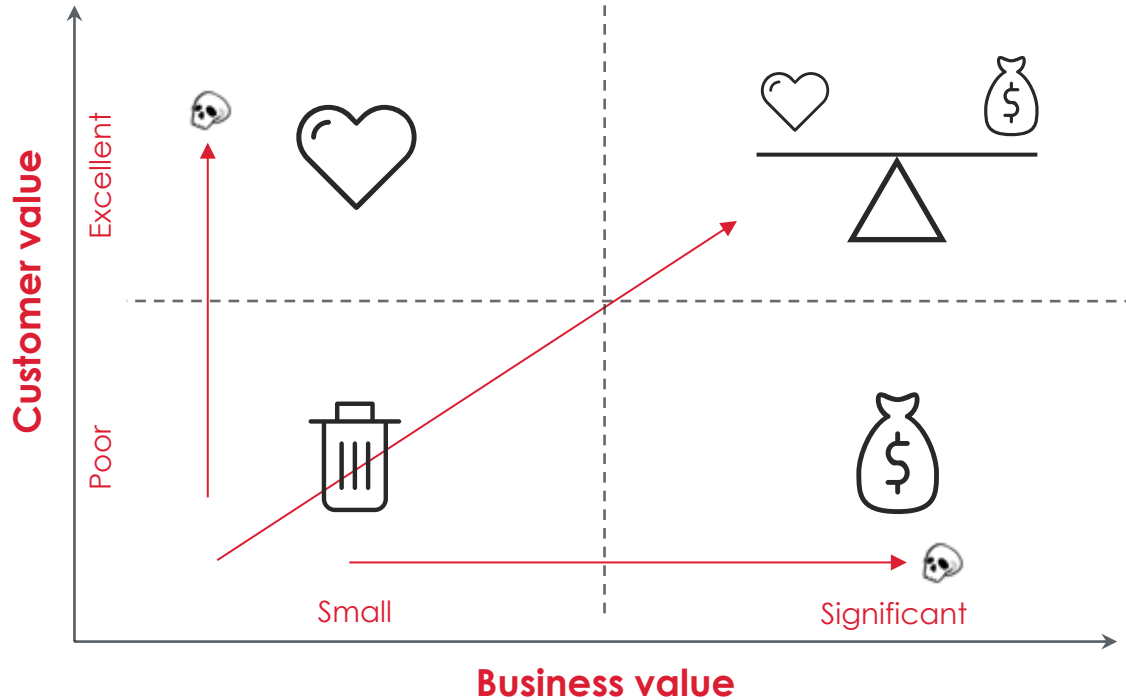 Customer value
Excellent
Poor
$
$
Small
Significant
Business value